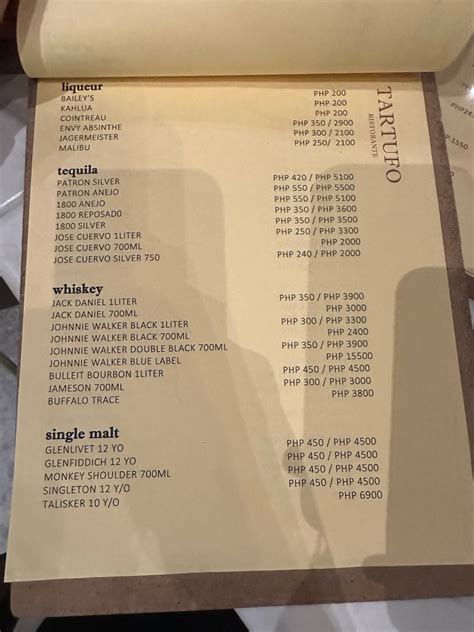 liqueur
BAILEY'S PHP 200
KAHLUA PHP 200
COINTREAU PHP 200
ENVY ABSINTHE PHP 350 / 2900
JAGERMEISTER PHP 300 / 2100
MALIBU PHP 250/ 2100
TARTUFO
RISTORANTE
tequila
PATRON SILVER PHP 420 / PHP 5100
PATRON ANEJO PHP 550 / PHP 5500
1800 ANEJO PHP 550 / PHP 5100
1800 REPOSADO PHP 350 / PHP 3600
1800 SILVER PHP 350 / PHP 3500
JOSE CUERVO 1LITER PHP 250 / PHP 3300
JOSE CUERVO 700ML PHP 2000
JOSE CUERVO SILVER 750 PHP 240 / PHP 2000
whiskey
JACK DANIEL 1LITER PHP 350 / PHP 3900
JACK DANIEL 700ML PHP 3000
JOHNNIE WALKER BLACK 1LITER PHP 300 / PHP 3300
JOHNNIE WALKER BLACK 700ML PHP 2400
JOHNNIE WALKER DOUBLE BLACK 700ML PHP 350 / PHP 3900
JOHNNIE WALKER BLUE LABEL PHP 15500
BULLEIT BOURBON 1LITER PHP 450 / PHP 4500
JAMESON 700ML PHP 300 / PHP 3000
BUFFALO TRACE PHP 3800
single malt
GLENLIVET 12 YO PHP 450 / PHP 4500
GLENFIDDICH 12 YO PHP 450 / PHP 4500
MONKEY SHOULDER 700ML PHP 450 / PHP 4500
SINGLETON 12 Y/O PHP 450 / PHP 4500
TALISKER 10 Y/O PHP 6900